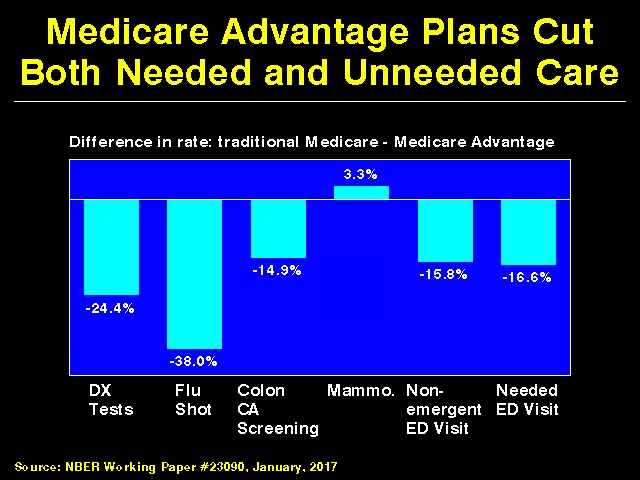 Medicare Advantage Plans Cut
Both Needed and Unneeded Care
Difference in rate: traditional Medicare - Medicare Advantage
3.3%
-14.9%
-15.8%
-16.6%
-24.4%
-38.0%
DX Tests
Flu Shot
Colon CA Screening
Mammo.
Non-emergent ED Visit
Needed ED Visit
Source: NBER Working Paper #23090, January, 2017